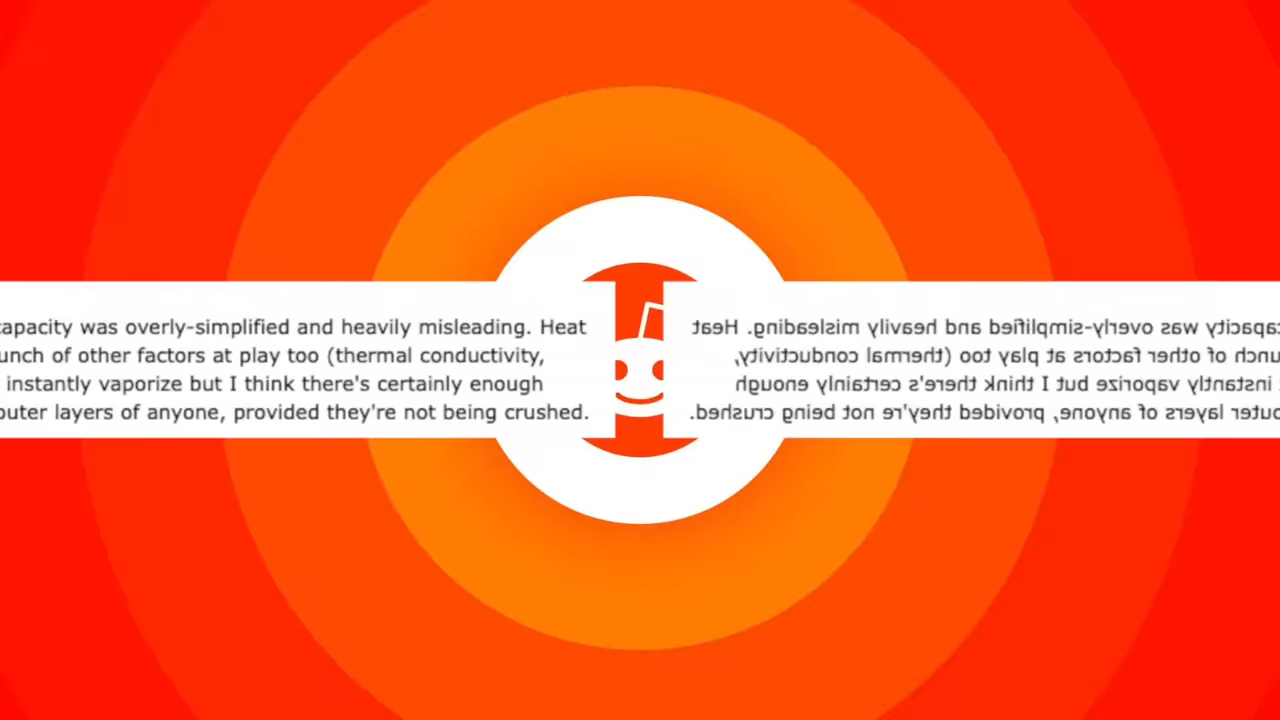 capacity was overly-simplified and heavily misleading. Heat
unch of other factors at play too (thermal conductivity,
instantly vaporize but I think there's certainly enough
outer layers of anyone, provided they're not being crushed.
capacity was overly-simplified and heavily misleading. Heat
unch of other factors at play too (thermal conductivity,
instantly vaporize but I think there's certainly enough
outer layers of anyone, provided they're not being crushed.